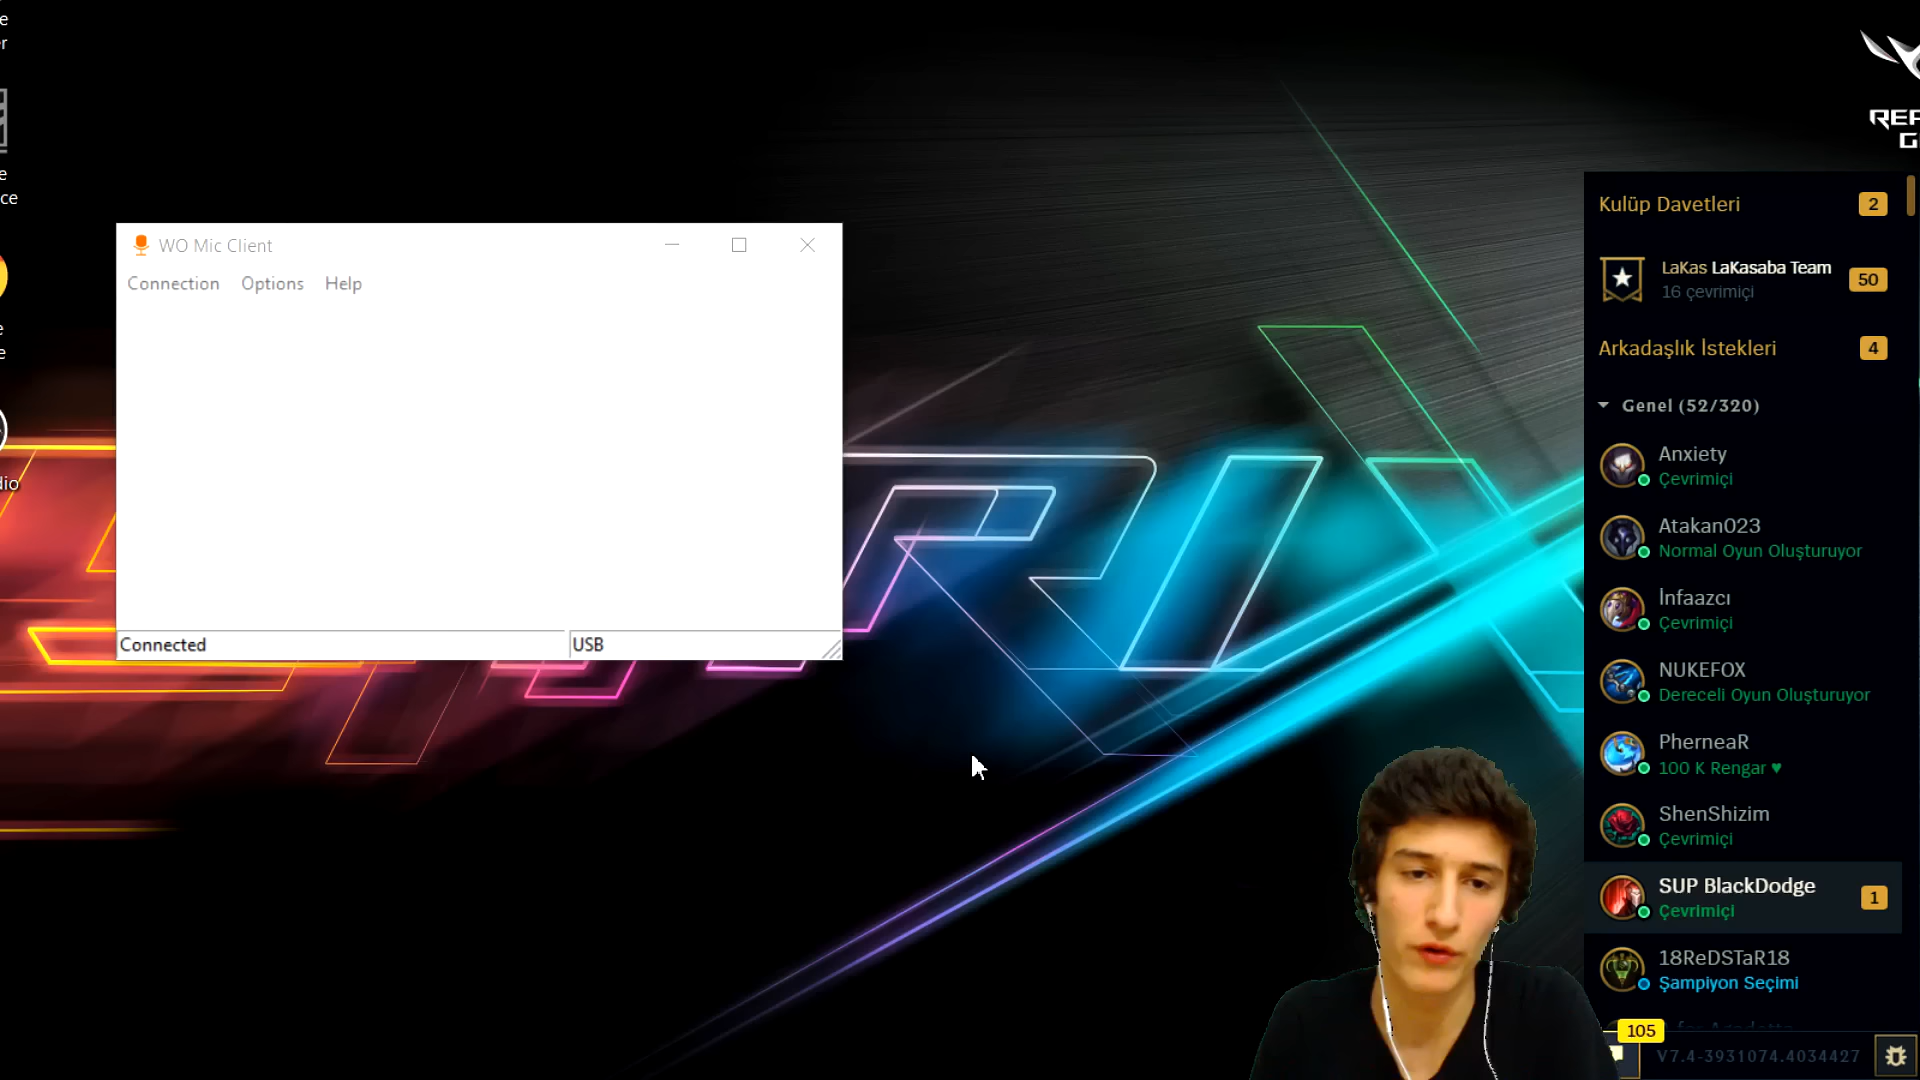 WO Mic Client
Connection Options Help
Connected
USB
Kulüp Davetleri
2
LaKas LaKasaba Team
16 çevrimiçi
50
Arkadaşlık İstekleri
4
Genel (52/320)
Anxiety
Çevrimiçi
Atakan023
Normal Oyun Oluşturuyor
İnfaazcı
Çevrimiçi
NUKEFOX
Dereceli Oyun Oluşturuyor
PherneaR
100 K Rengar ♥
ShenShizim
Çevrimiçi
SUP BlackDodge
Çevrimiçi
1
18ReDSTaR18
Şampiyon Seçimi
105
V7.4-3931074.4034427